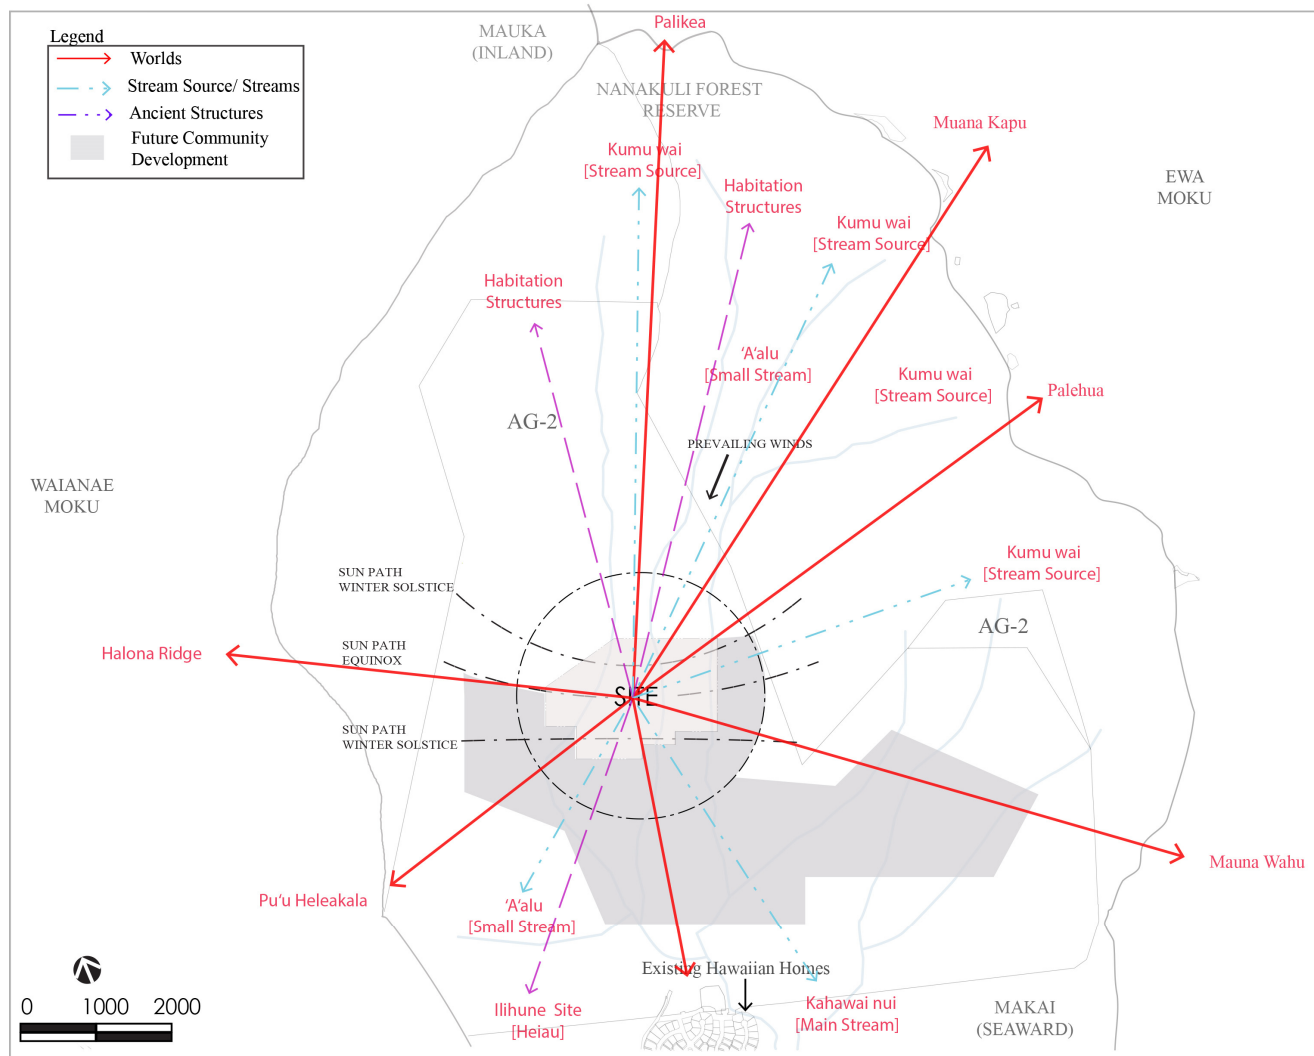 Palikea
MAUKA
(INLAND)
Legend
Worlds
Stream Source/ Streams
Ancient Structures
Future Community
Development
NANAKULI FOREST
RESERVE
Muana Kapu
Kumu wai
[Stream Source]
Habitation
Structures
EWA
MOKU
Kumu wai
[Stream Source]
Habitation
Structures
'A'alu
[Small Stream]
Kumu wai
[Stream Source]
Palehua
AG-2
PREVAILING WINDS
WAIANAE
MOKU
Kumu wai
[Stream Source]
SUN PATH
WINTER SOLSTICE
AG-2
Halona Ridge
SUN PATH
EQUINOX
SITE
SUN PATH
WINTER SOLSTICE
Mauna Wahu
Pu'u Heleakala
'A'alu
[Small Stream]
Existing Hawaiian Homes
0 1000 2000
Ilihune Site
[Heiau]
Kahawai nui
[Main Stream]
MAKAI
(SEAWARD)